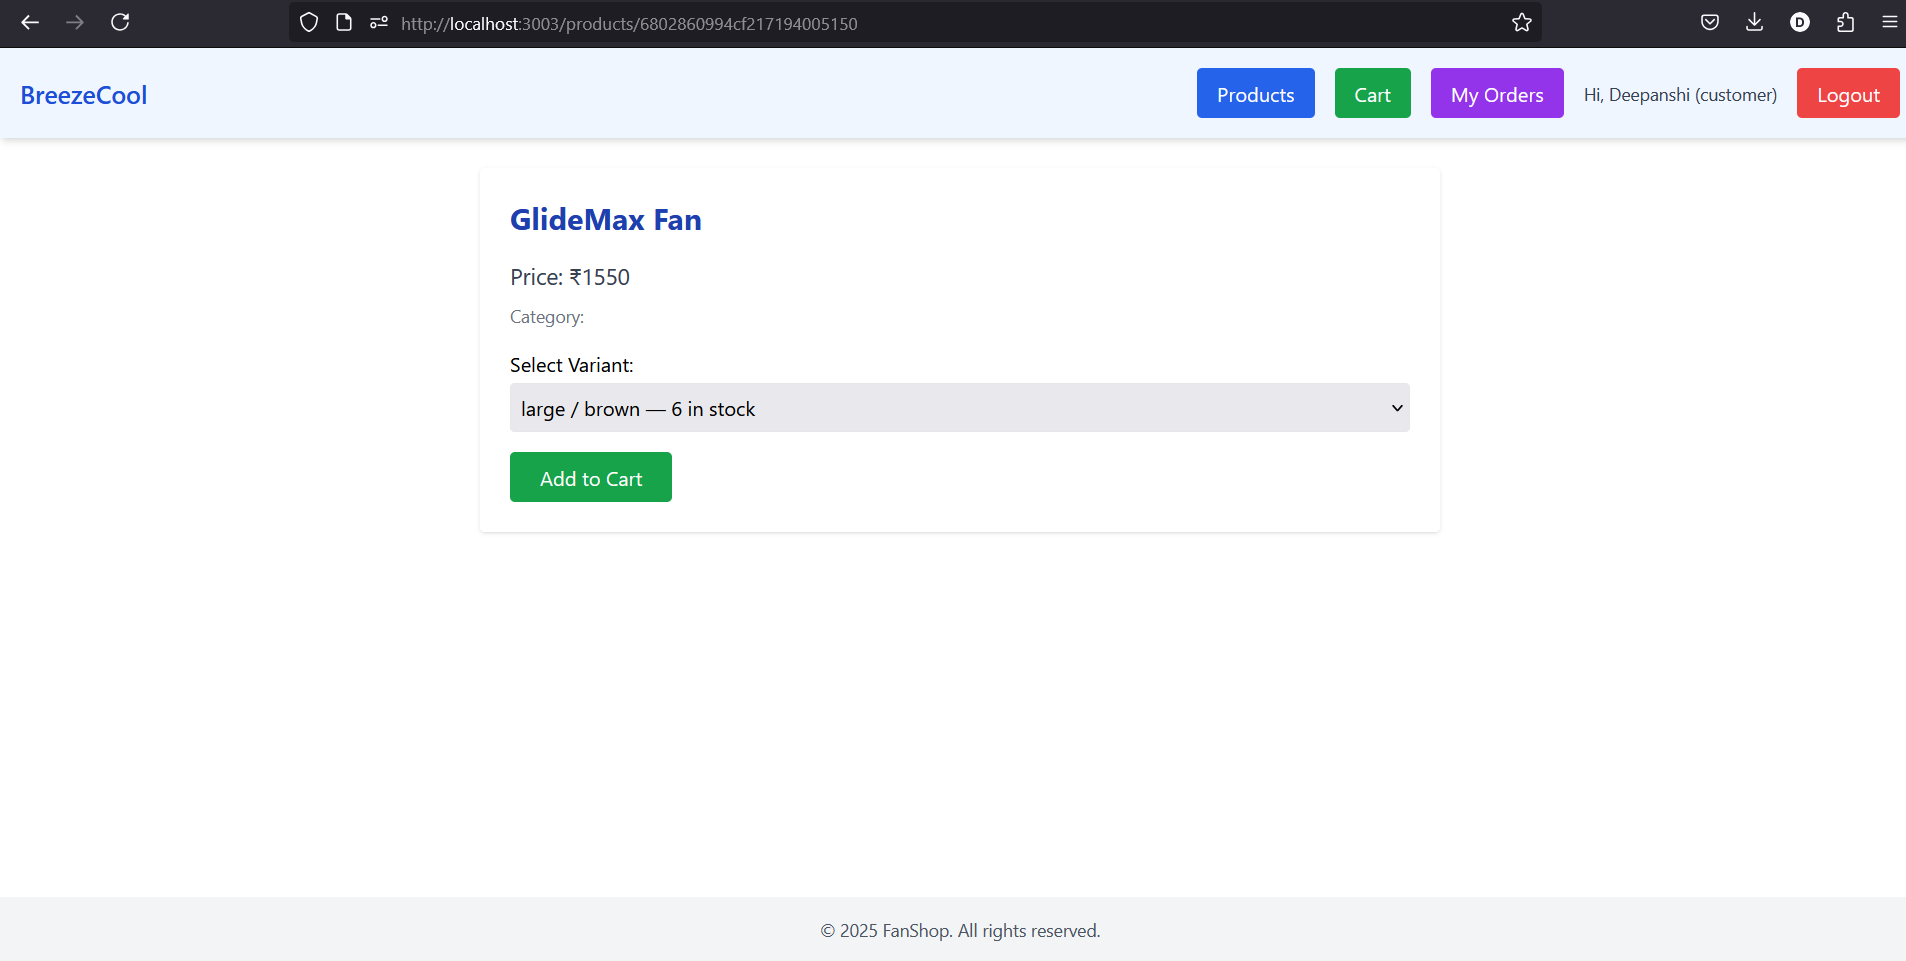 http://localhost:3003/products/6802860994cf217194005150
D
BreezeCool
Products
Cart
My Orders
Hi, Deepanshi (customer)
Logout
GlideMax Fan
Price: ₹1550
Category:
Select Variant:
large / brown — 6 in stock
Add to Cart
© 2025 FanShop. All rights reserved.